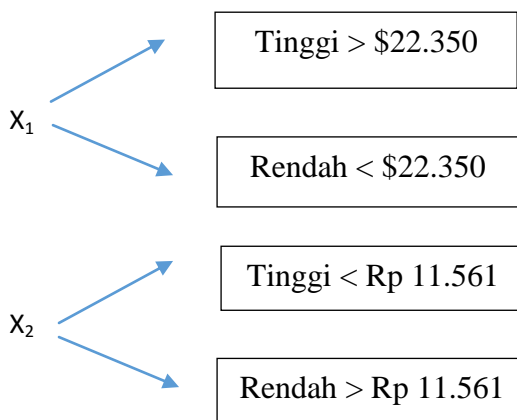 Tinggi > $22.350
X₁
Rendah < $22.350
Tinggi < Rp 11.561
X₂
Rendah > Rp 11.561